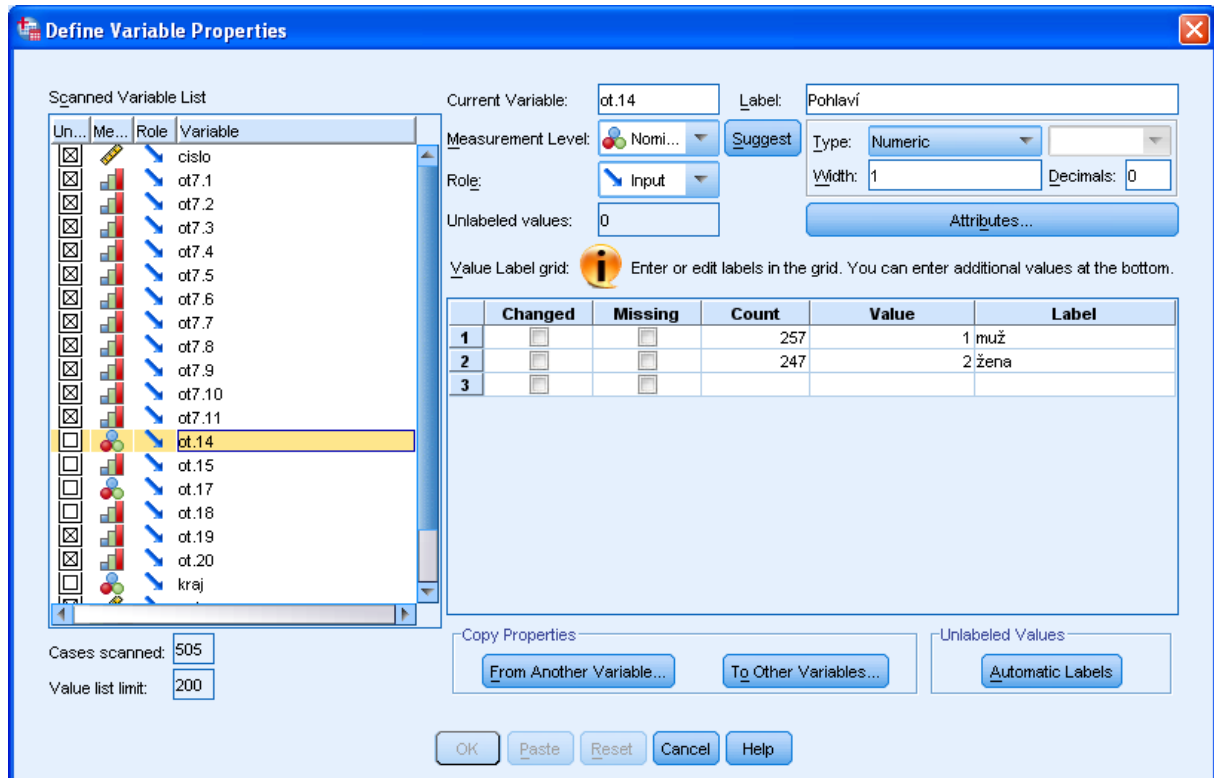 Define Variable Properties
Scanned Variable List
Un... Me... Role Variable
cislo
ot7.1
ot7.2
ot7.3
ot7.4
ot7.5
ot7.6
ot7.7
ot7.8
ot7.9
ot7.10
ot7.11
ot.14
ot.15
ot.17
ot.18
ot.19
ot.20
kraj
Cases scanned: 505
Value list limit: 200
Current Variable: ot.14 Label: Pohlaví
Measurement Level: Nomi... Suggest Type: Numeric
Role: Input Width: 1 Decimals: 0
Unlabeled values: 0 Attributes...
Value Label grid: i Enter or edit labels in the grid. You can enter additional values at the bottom.
Changed Missing Count Value Label
1 257 1 muž
2 247 2 žena
3
Copy Properties
From Another Variable... To Other Variables...
Unlabeled Values
Automatic Labels
OK Paste Reset Cancel Help